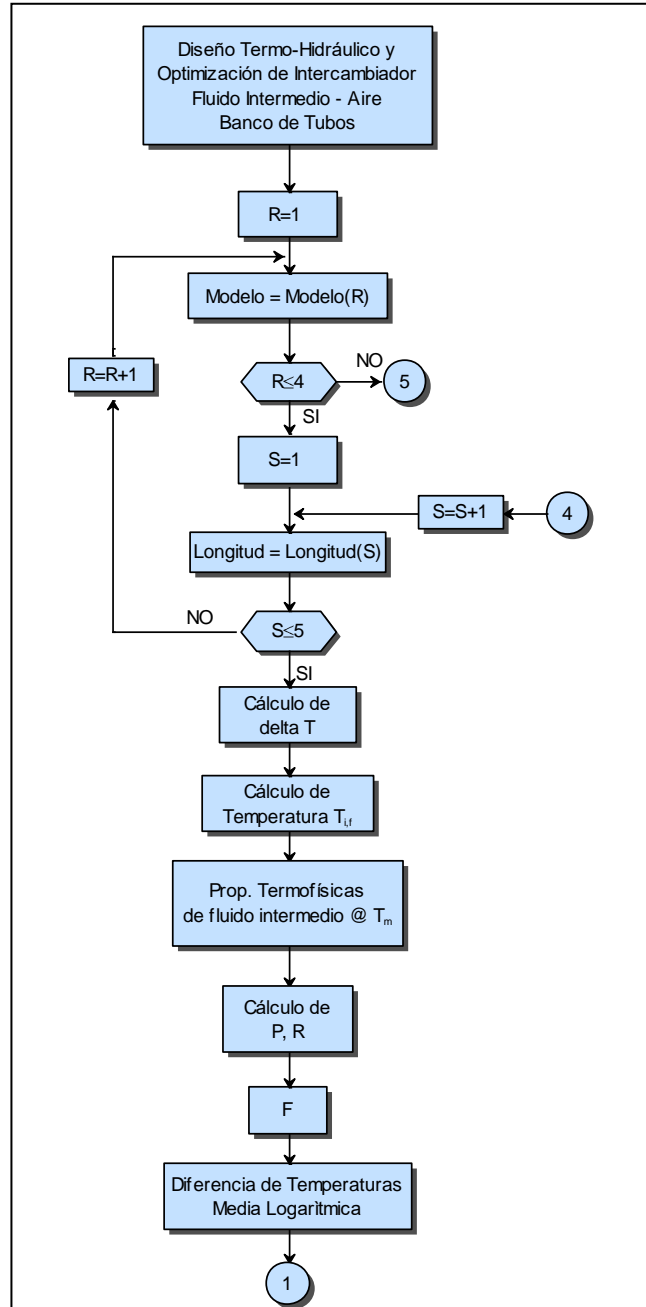 Diseño Termo-Hidráulico y
Optimización de Intercambiador
Fluido Intermedio - Aire
Banco de Tubos
R=1
Modelo = Modelo(R)
R=R+1
R≤4
NO
5
SI
S=1
S=S+1
4
Longitud = Longitud(S)
NO
S≤5
SI
Cálculo de
delta T
Cálculo de
Temperatura Ti,f
Prop. Termofísicas
de fluido intermedio @ Tm
Cálculo de
P, R
F
Diferencia de Temperaturas
Media Logarìtmica
1